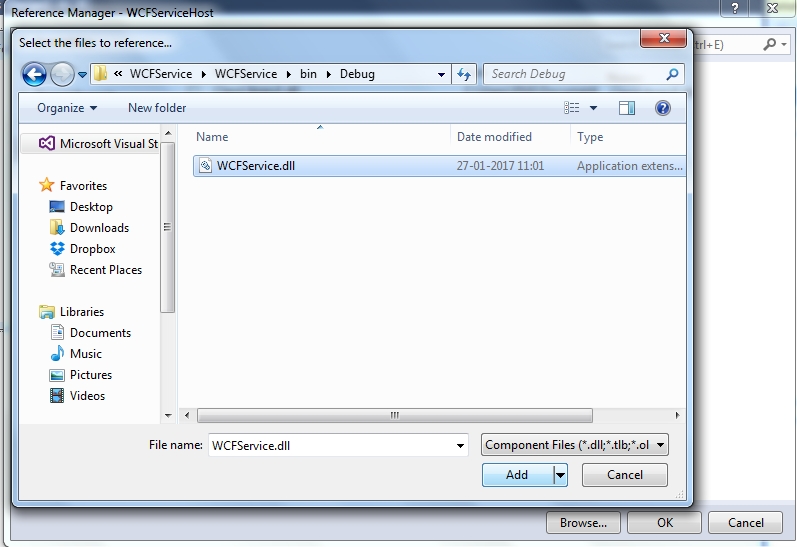 Reference Manager - WCFServiceHost
Select the files to reference...
trl+E)
« WCFService WCFService bin Debug
Search Debug
Organize New folder
Name Date modified Type
Microsoft Visual St
WCFService.dll 27-01-2017 11:01 Application extens...
Favorites
Desktop
Downloads
Dropbox
Recent Places
Libraries
Documents
Music
Pictures
Videos
File name: WCFService.dll Component Files (*.dll;*.tlb;*.ol
Add Cancel
Browse... OK Cancel